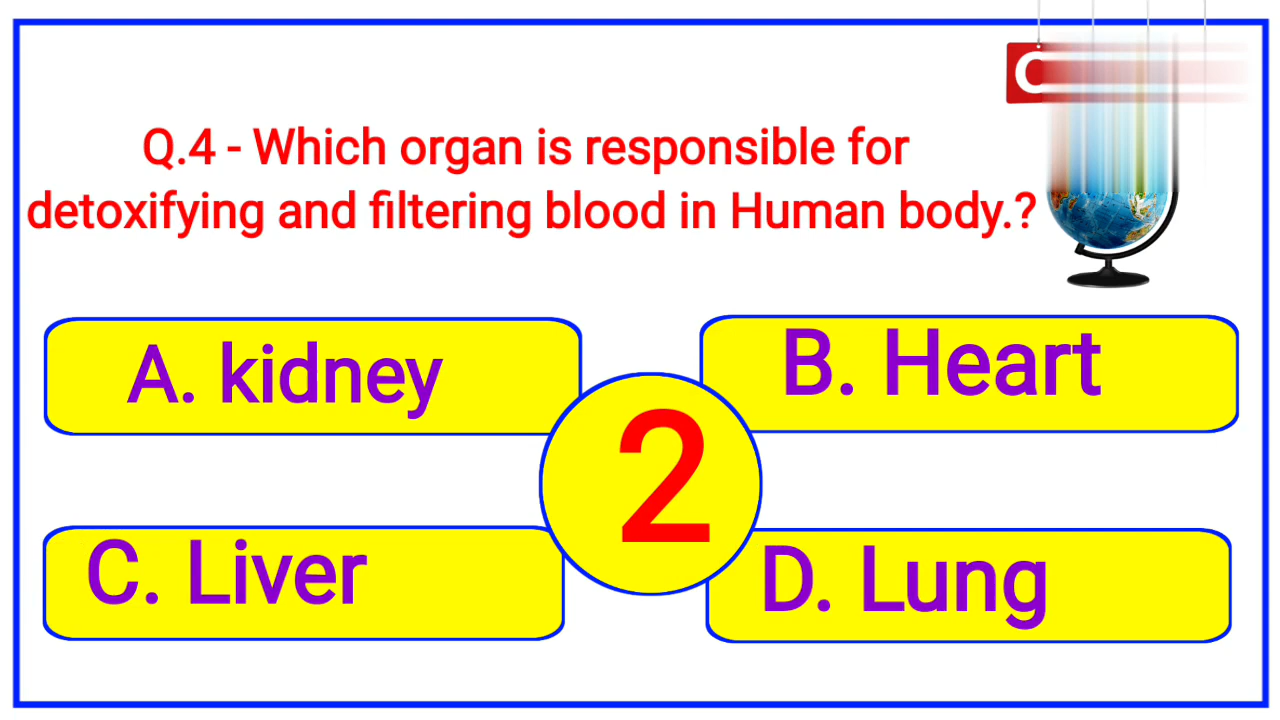 Q.4 - Which organ is responsible for
detoxifying and filtering blood in Human body.?
A. kidney
B. Heart
2
C. Liver
D. Lung